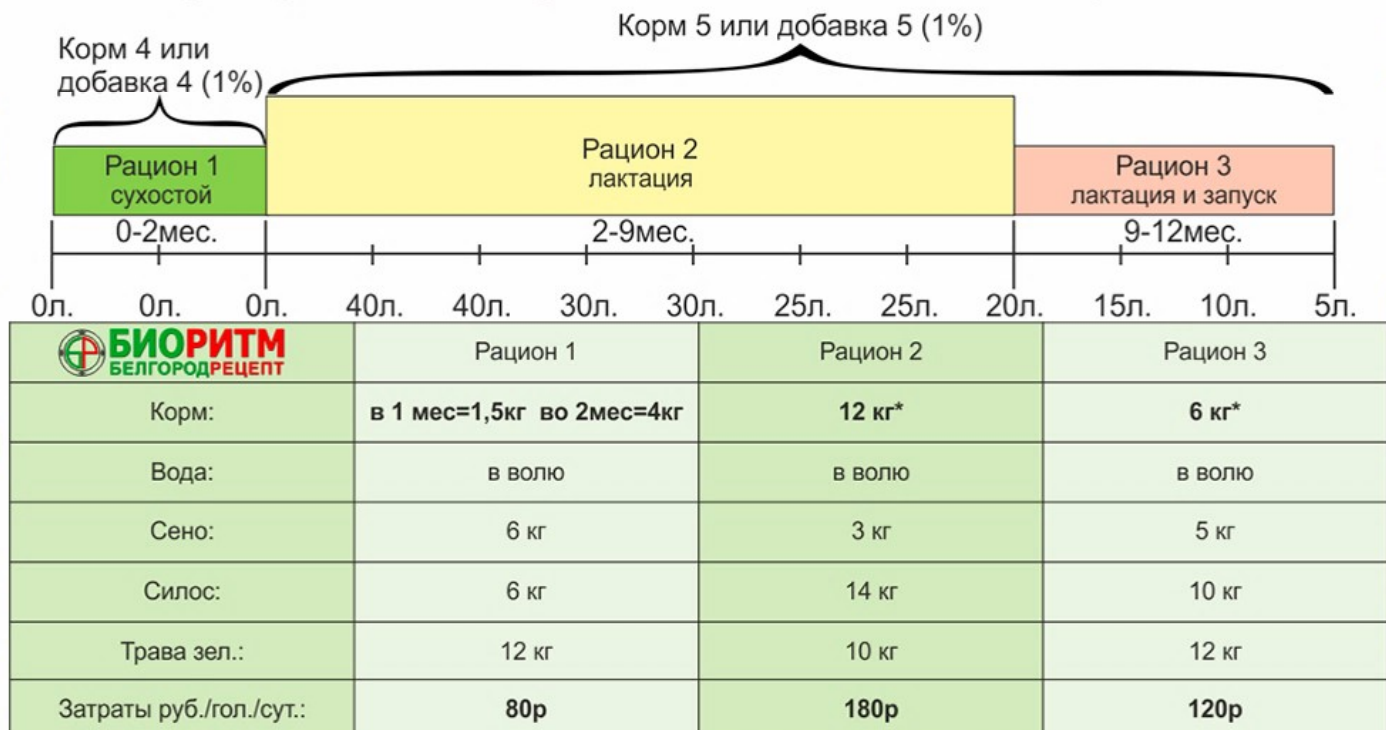 Корм 4 или
добавка 4 (1%)
Корм 5 или добавка 5 (1%)
Рацион 1
сухостой
Рацион 2
лактация
Рацион 3
лактация и запуск
0-2мес.
2-9мес.
9-12мес.
0л. 0л. 0л. 40л. 40л. 30л. 30л. 25л. 25л. 20л. 15л. 10л. 5л.
БИОРИТМ
БЕЛГОРОДРЕЦЕПТ
Рацион 1 Рацион 2 Рацион 3
Корм: в 1 мес=1,5кг во 2мес=4кг 12 кг* 6 кг*
Вода: в волю в волю в волю
Сено: 6 кг 3 кг 5 кг
Силос: 6 кг 14 кг 10 кг
Трава зел.: 12 кг 10 кг 12 кг
Затраты руб./гол./сут.: 80р 180р 120р